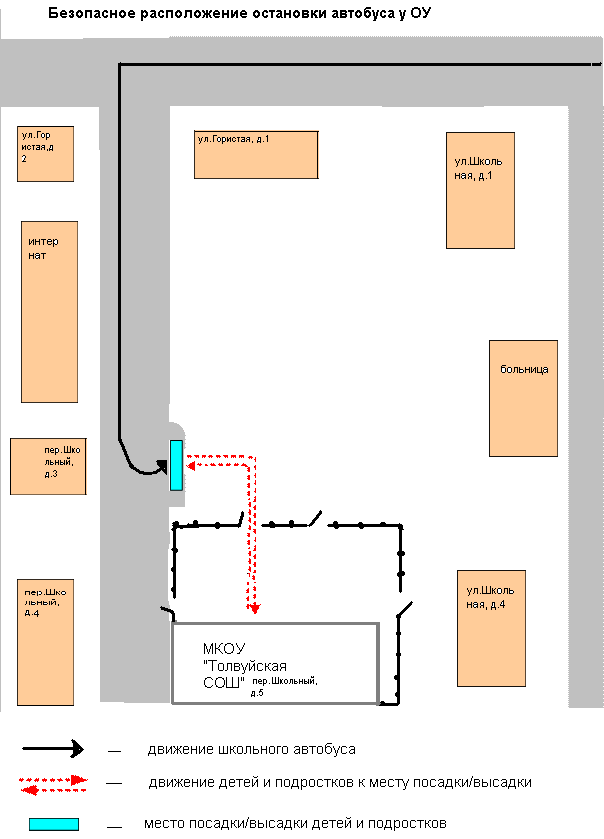 Безопасное расположение остановки автобуса у ОУ
ул.Гор
истая,д
2
ул.Гористая, д.1
ул.Школь
ная, д.1
интер
нат
больница
пер.Шко
льный,
д.3
пер.Шко
льный,
д.4
ул.Школь
ная, д.4
МКОУ
"Толвуйская
СОШ" пер.Школьный,
д.5
— движение школьного автобуса
— движение детей и подростков к месту посадки/высадки
— место посадки/высадки детей и подростков